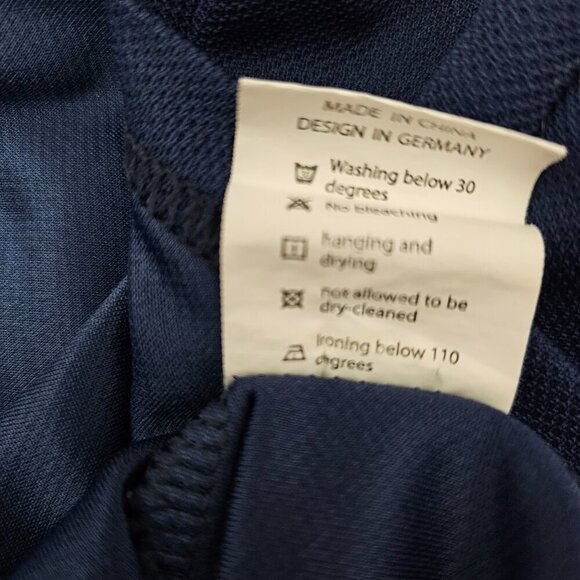 MADE IN CHINA
DESIGN IN GERMANY
Washing below 30
degrees
No bleaching
hanging and
drying
not allowed to be
dry-cleaned
Ironing below 110
degrees